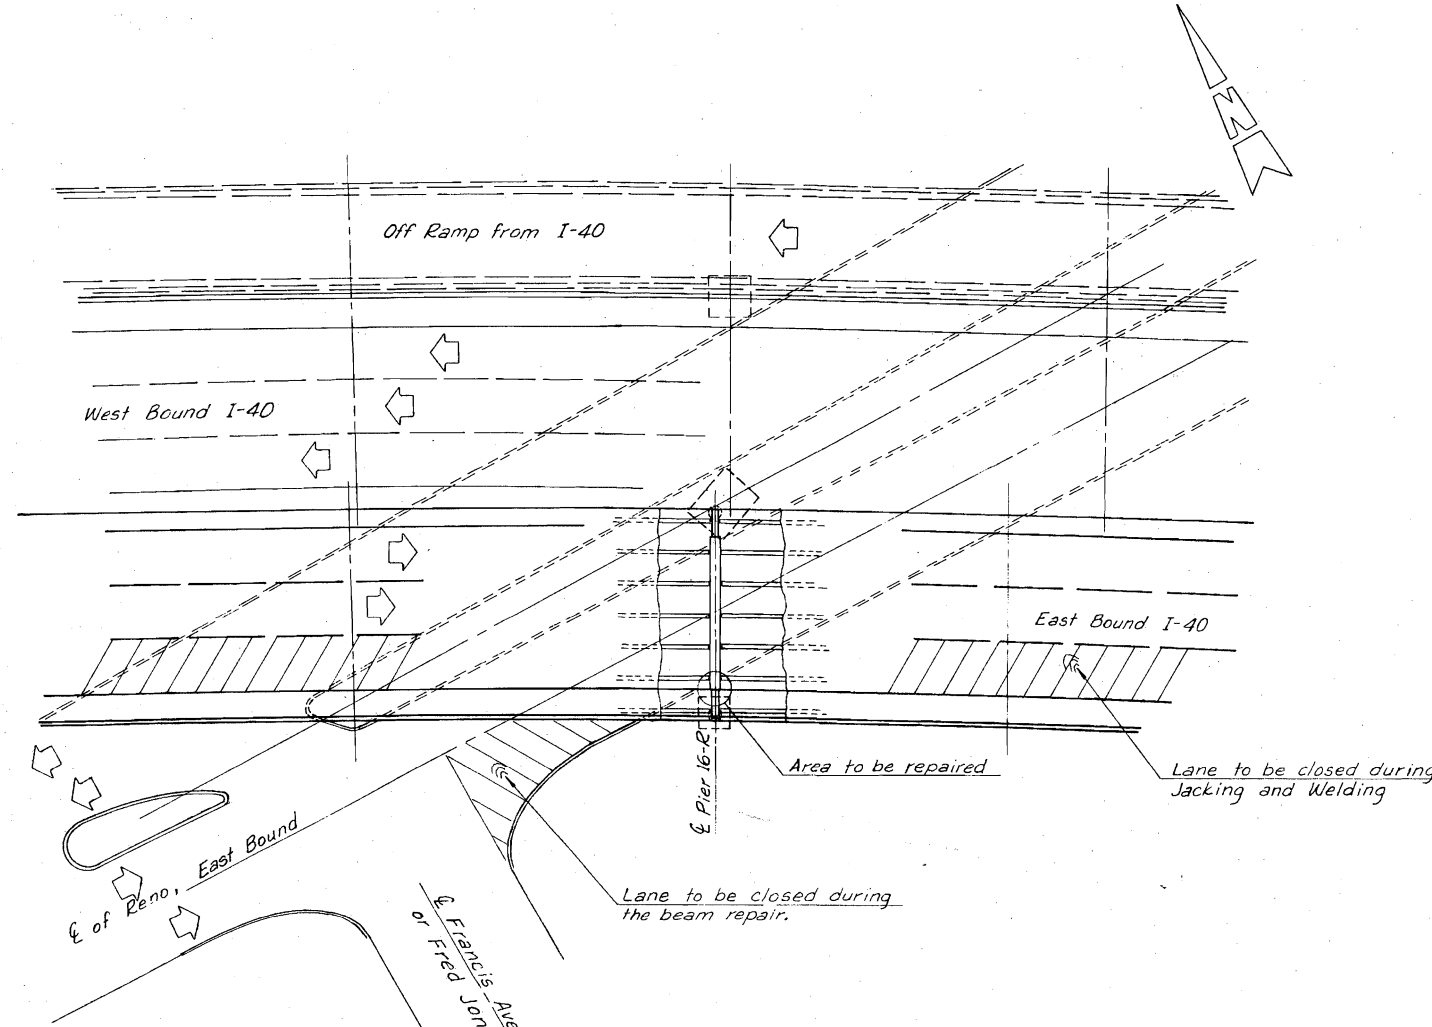 N
Off Ramp from I-40
West Bound I-40
East Bound I-40
Area to be repaired
Lane to be closed during
Jacking and Welding
℄ Pier 16-R
℄ of Reno, East Bound
Lane to be closed during
the beam repair.
℄ Francis Ave
or Fred Jon